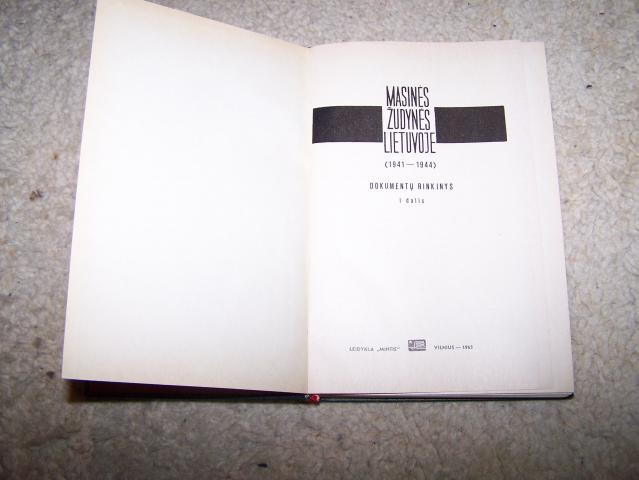 MASINĖS
ŽUDYNĖS
LIETUVOJE
(1941—1944)
DOKUMENTŲ RINKINYS
I dalis
LEIDYKLA „MINTIS“ VILNIUS—1965